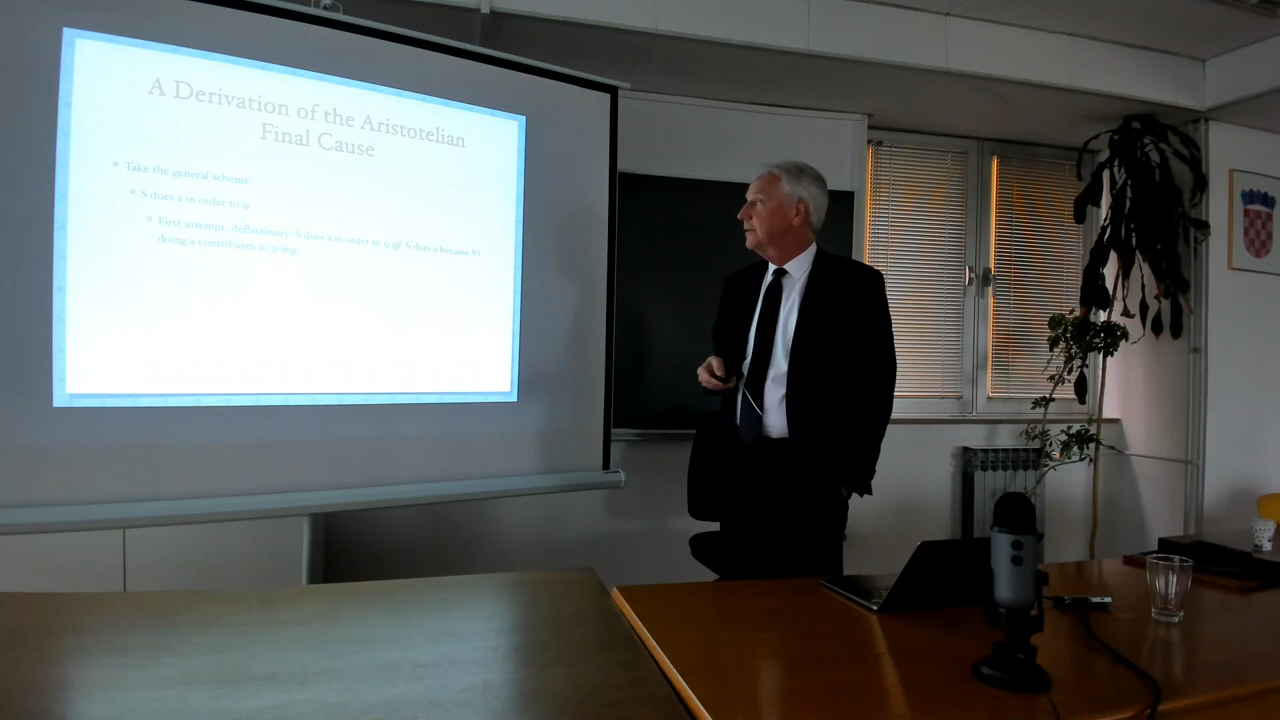 A Derivation of the Aristotelian
Final Cause
Take the general scheme:
S does a in order to φ
First attempt, deflationary: S does a in order to φ iff S does a because S's
doing a contributes to φ-ing.